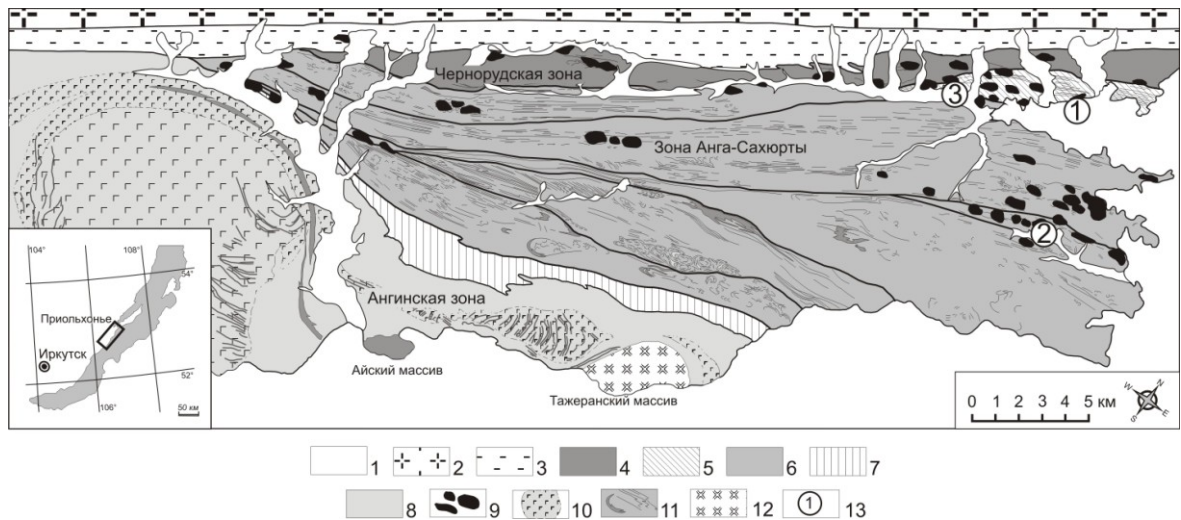 Чернорудская зона
3
1
Зона Анга-Сахюрты
2
Ангинская зона
Айский массив
Тажеранский массив
104°
108°
54°
Приольхонье
Иркутск
52°
106°
50 км
0 1 2 3 4 5 км
W N
S E
1 2 3 4 5 6 7
8 9 10 11 12 1 13